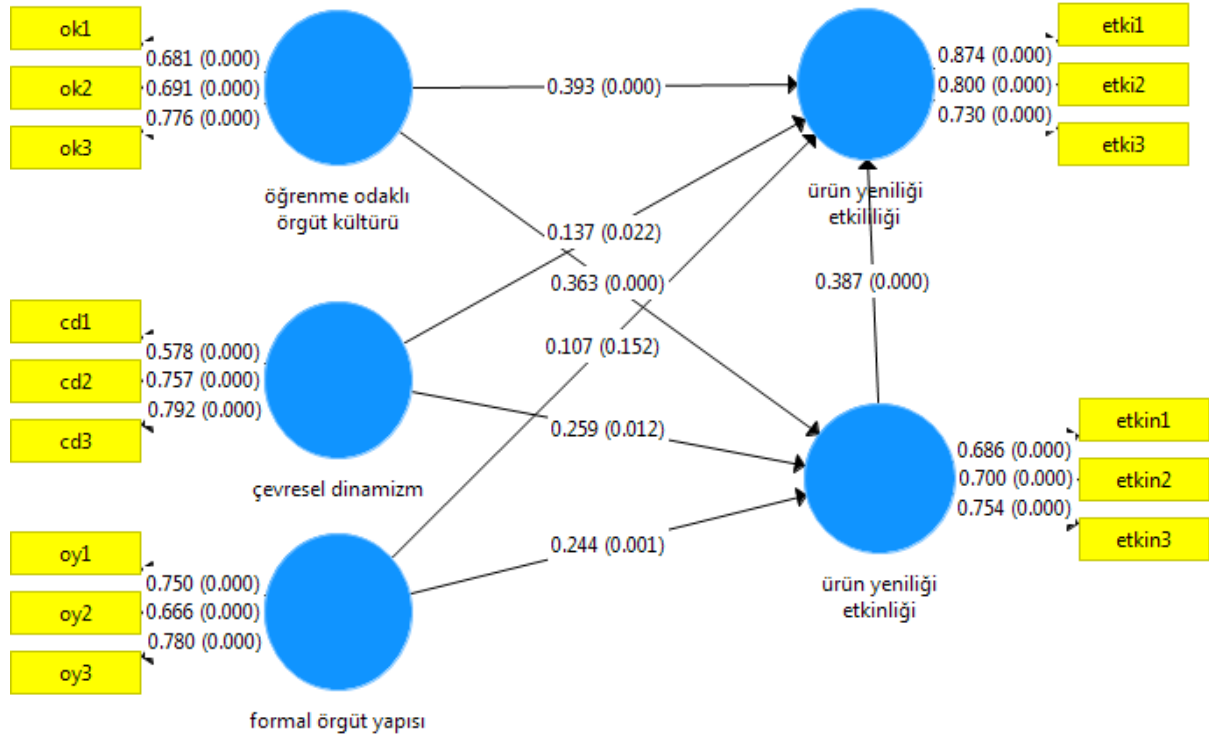 ok1
ok2
ok3
0.681 (0.000)
0.691 (0.000)
0.776 (0.000)
öğrenme odaklı
örgüt kültürü
cd1
cd2
cd3
0.578 (0.000)
0.757 (0.000)
0.792 (0.000)
çevresel dinamizm
oy1
oy2
oy3
0.750 (0.000)
0.666 (0.000)
0.780 (0.000)
formal örgüt yapısı
0.393 (0.000)
0.137 (0.022)
0.363 (0.000)
0.107 (0.152)
0.259 (0.012)
0.244 (0.001)
0.387 (0.000)
ürün yeniliği
etkililiği
0.874 (0.000)
0.800 (0.000)
0.730 (0.000)
etki1
etki2
etki3
ürün yeniliği
etkinliği
0.686 (0.000)
0.700 (0.000)
0.754 (0.000)
etkin1
etkin2
etkin3